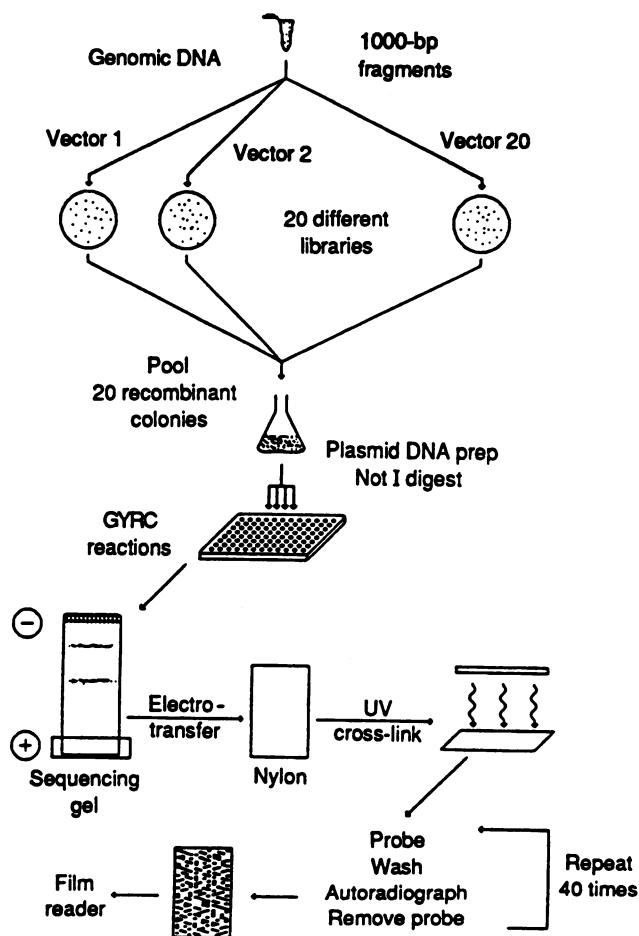 Genomic DNA
1000-bp
fragments
Vector 1
Vector 2
Vector 20
20 different
libraries
Pool
20 recombinant
colonies
Plasmid DNA prep
Not I digest
GYRC
reactions
−
+
Sequencing
gel
Electro-
transfer
Nylon
UV
cross-link
Probe
Wash
Autoradiograph
Remove probe
Repeat
40 times
Film
reader